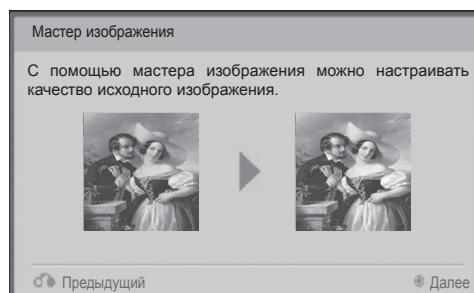 Мастер изображения
С помощью мастера изображения можно настраивать
качество исходного изображения.
Предыдущий
Далее